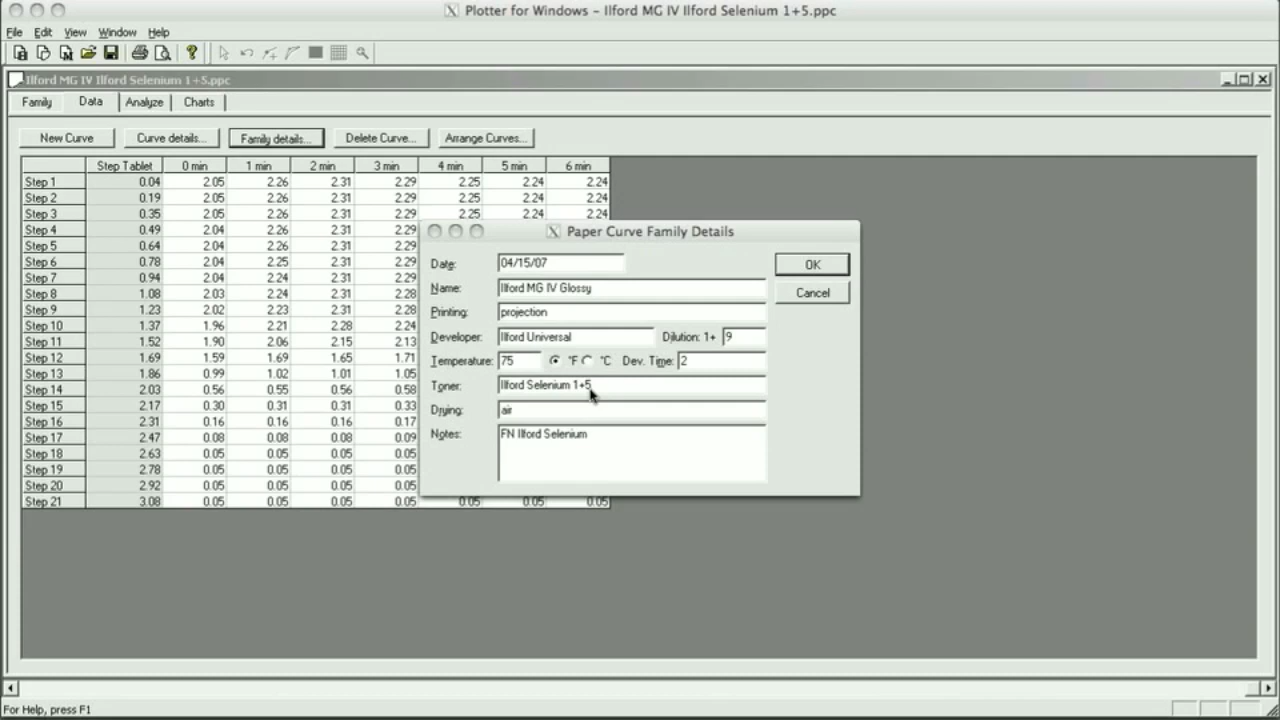 Plotter for Windows – Ilford MG IV Ilford Selenium 1+5.ppc
File Edit View Window Help
Ilford MG IV Ilford Selenium 1+5.ppc
Family Data Analyze Charts
New Curve Curve details... Family details... Delete Curve... Arrange Curves...
Step Tablet 0 min 1 min 2 min 3 min 4 min 5 min 6 min
Step 1 0.04 2.05 2.26 2.31 2.29 2.25 2.24 2.24
Step 2 0.19 2.05 2.26 2.31 2.29 2.25 2.24 2.24
Step 3 0.35 2.05 2.26 2.31 2.29 2.25 2.24 2.24
Step 4 0.49 2.04 2.26 2.31 2.29
Step 5 0.64 2.04 2.26 2.31 2.29
Step 6 0.78 2.04 2.25 2.31 2.29
Step 7 0.94 2.04 2.24 2.31 2.29
Step 8 1.08 2.03 2.24 2.31 2.28
Step 9 1.23 2.02 2.23 2.31 2.28
Step 10 1.37 1.96 2.21 2.28 2.24
Step 11 1.52 1.90 2.06 2.15 2.13
Step 12 1.69 1.59 1.69 1.65 1.71
Step 13 1.86 0.99 1.02 1.01 1.05
Step 14 2.03 0.56 0.55 0.56 0.58
Step 15 2.17 0.30 0.31 0.31 0.33
Step 16 2.31 0.16 0.16 0.16 0.17
Step 17 2.47 0.08 0.08 0.08 0.09
Step 18 2.63 0.05 0.05 0.05 0.05
Step 19 2.78 0.05 0.05 0.05 0.05
Step 20 2.92 0.05 0.05 0.05 0.05
Step 21 3.08 0.05 0.05 0.05 0.05 0.05 0.05 0.05
Paper Curve Family Details
Date: 04/15/07 OK
Name: Ilford MG IV Glossy Cancel
Printing: projection
Developer: Ilford Universal Dilution: 1+ 9
Temperature: 75 °F °C Dev. Time: 2
Toner: Ilford Selenium 1+5
Drying: air
Notes: FN Ilford Selenium
For Help, press F1